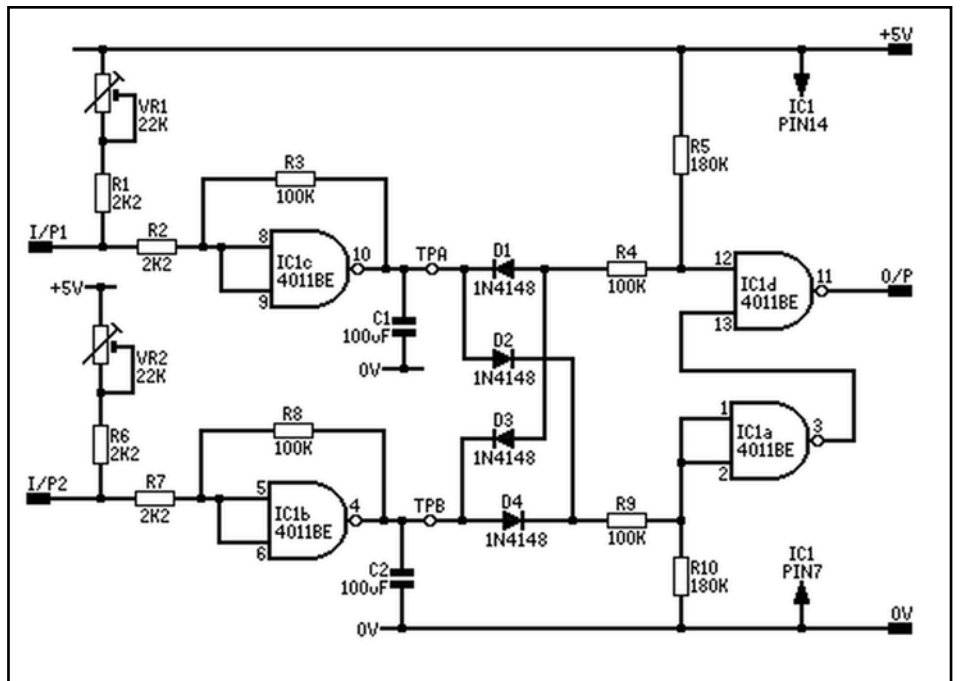 +5V
VR1
22K
IC1
PIN14
R1
2K2
R3
100K
R5
180K
I/P1
R2
2K2
8
9
IC1c
4011BE
10
TPA
D1
1N4148
R4
100K
12
13
IC1d
4011BE
11
O/P
+5V
C1
100uF
0V
D2
1N4148
VR2
22K
R6
2K2
R8
100K
D3
1N4148
1
2
IC1a
4011BE
3
I/P2
R7
2K2
5
6
IC1b
4011BE
4
TPB
D4
1N4148
R9
100K
C2
100uF
0V
R10
180K
IC1
PIN7
0V